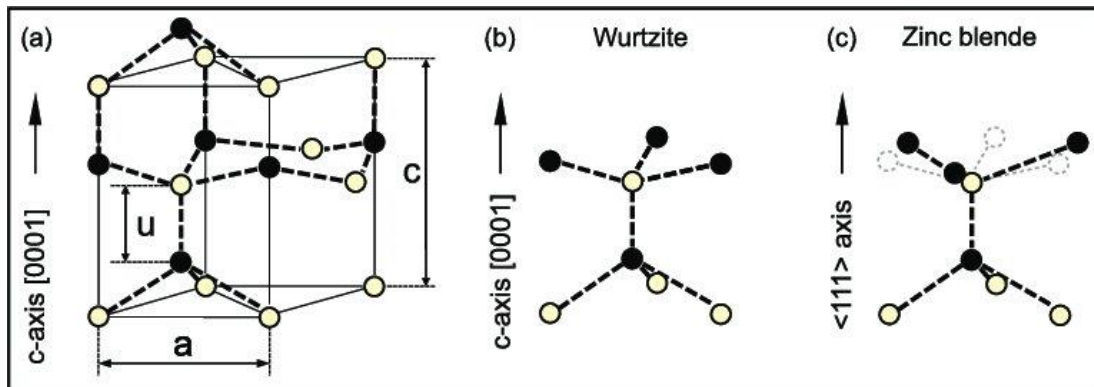 (a)
c-axis [0001]
u
c
a
(b)
Wurtzite
c-axis [0001]
(c)
Zinc blende
<111> axis